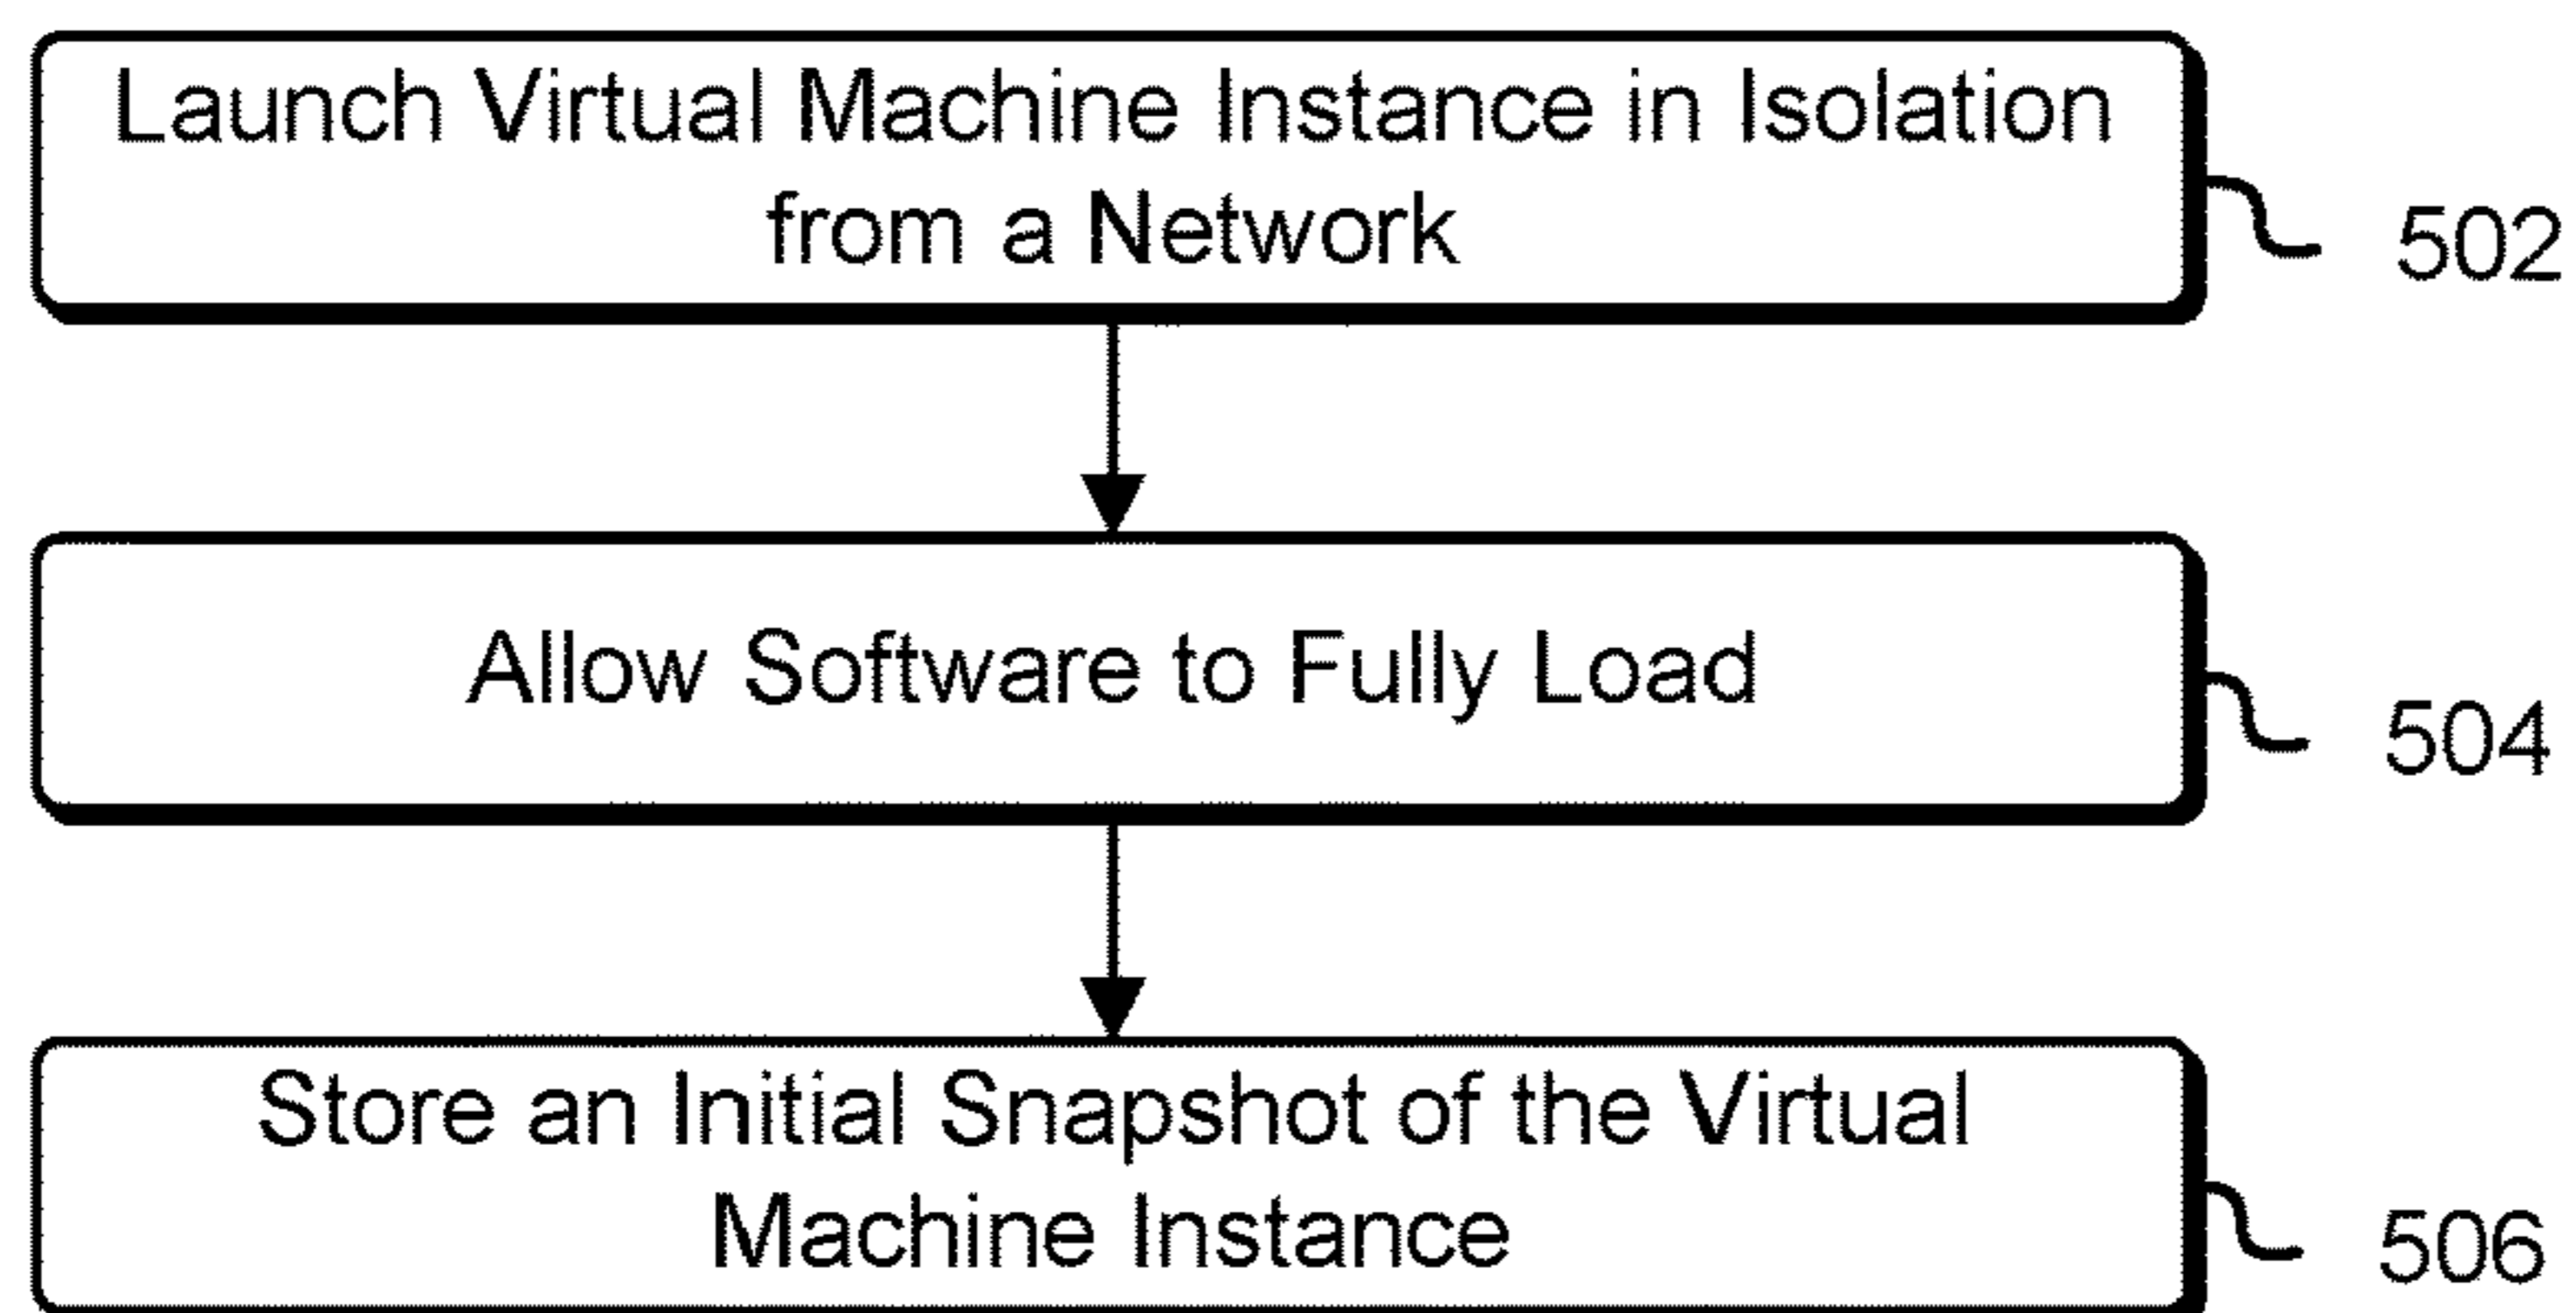 Launch Virtual Machine Instance in Isolation
from a Network
502
Allow Software to Fully Load
504
Store an Initial Snapshot of the Virtual
Machine Instance
506